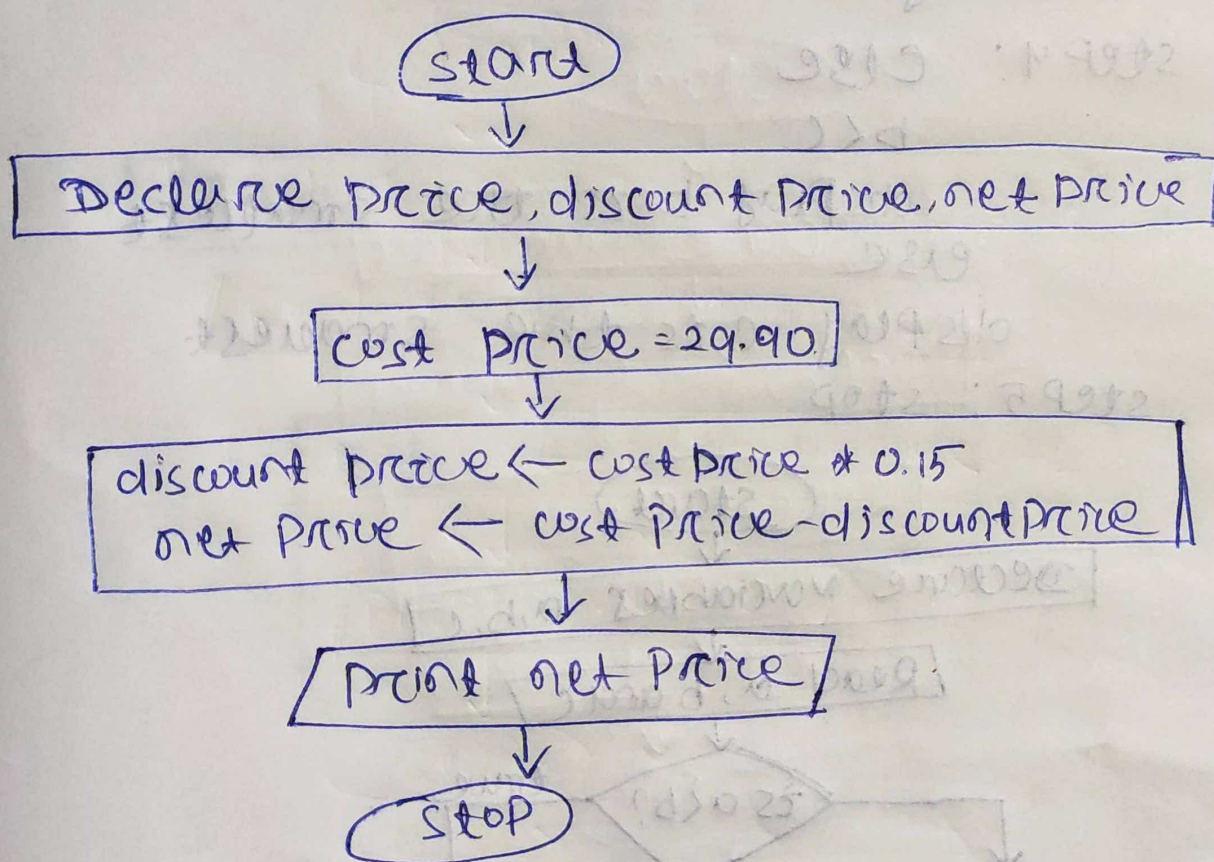 start
Declare price, discount price, net price
cost price = 29.90
discount price ← cost price * 0.15
net price ← cost price - discount price
print net price
stop